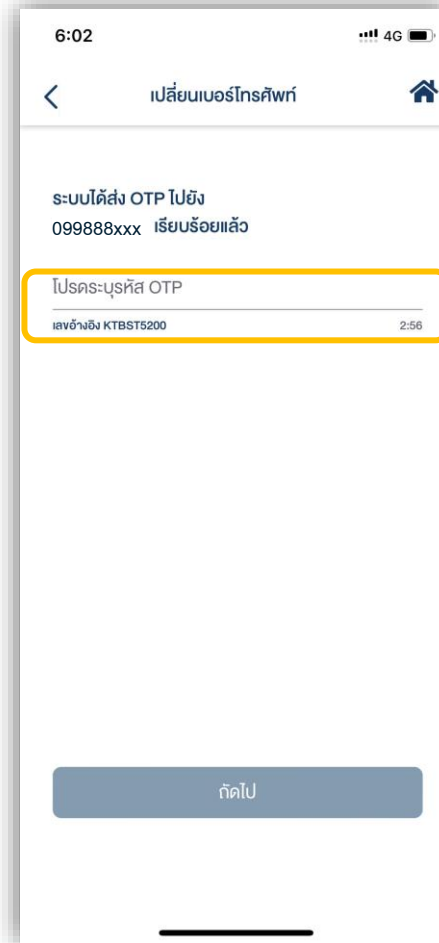 6:02 4G
เปลี่ยนเบอร์โทรศัพท์
ระบบได้ส่ง OTP ไปยัง
099888xxx เรียบร้อยแล้ว
โปรดระบุรหัส OTP
เลขอ้างอิง KTBST5200 2:56
ถัดไป